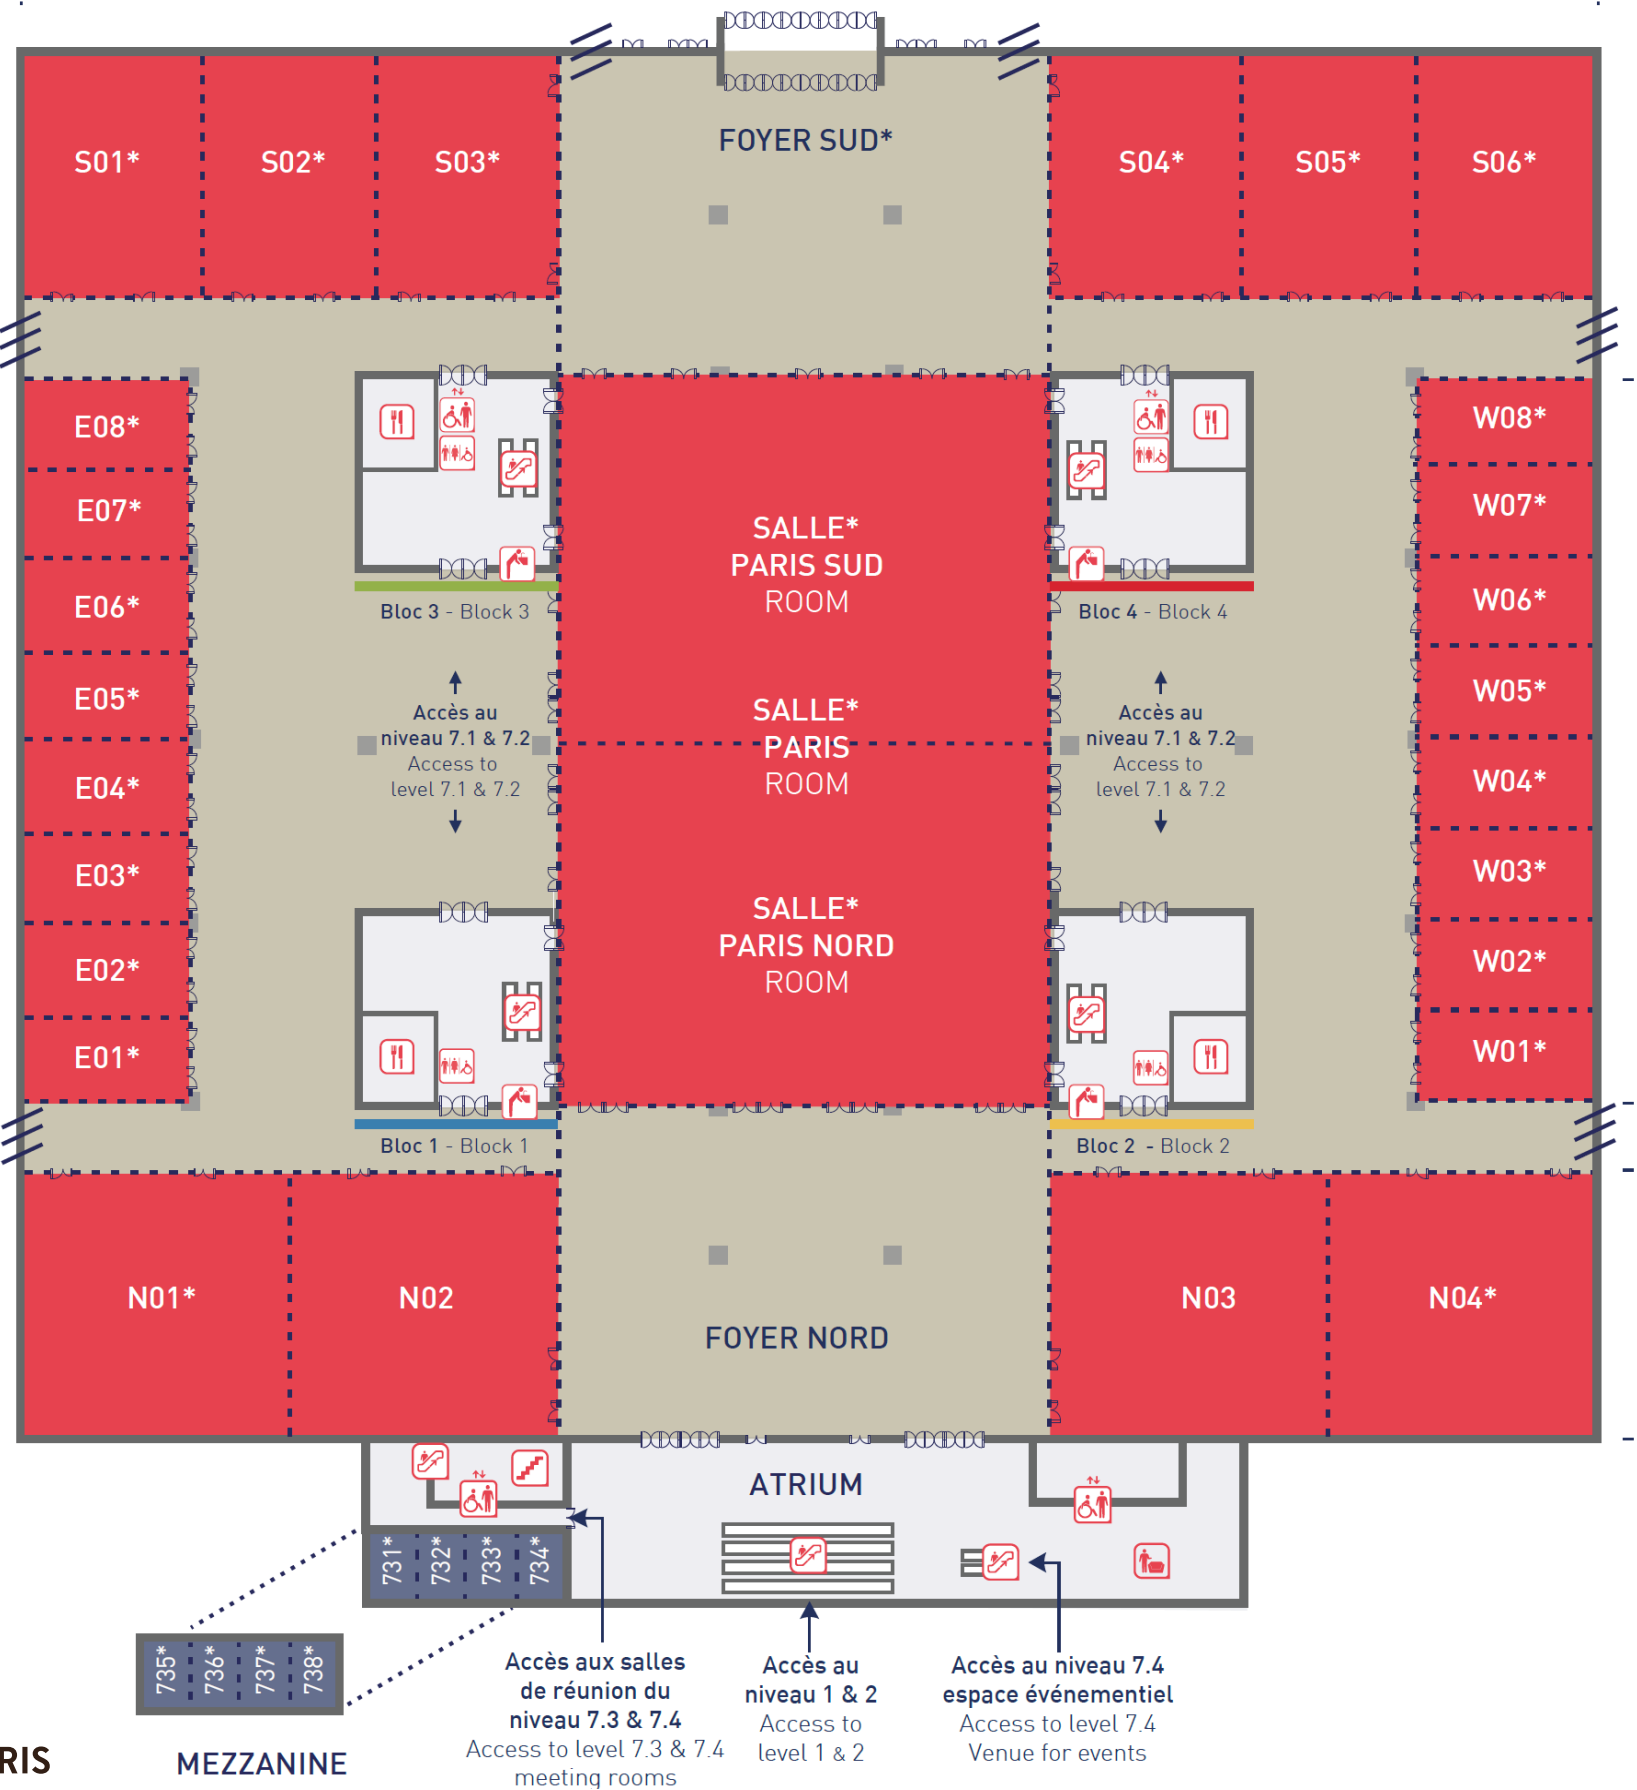 FOYER SUD*
S01*
S02*
S03*
S04*
S05*
S06*
E08*
E07*
E06*
E05*
E04*
E03*
E02*
E01*
W08*
W07*
W06*
W05*
W04*
W03*
W02*
W01*
SALLE*
PARIS SUD
ROOM
Bloc 3 - Block 3
Bloc 4 - Block 4
Accès au
niveau 7.1 & 7.2
Access to
level 7.1 & 7.2
SALLE*
PARIS
ROOM
Accès au
niveau 7.1 & 7.2
Access to
level 7.1 & 7.2
SALLE*
PARIS NORD
ROOM
Bloc 1 - Block 1
Bloc 2 - Block 2
N01*
N02
N03
N04*
FOYER NORD
ATRIUM
731*
732*
733*
734*
735*
736*
737*
738*
MEZZANINE
RIS
Accès aux salles
de réunion du
niveau 7.3 & 7.4
Access to level 7.3 & 7.4
meeting rooms
Accès au
niveau 1 & 2
Access to
level 1 & 2
Accès au niveau 7.4
espace événementiel
Access to level 7.4
Venue for events